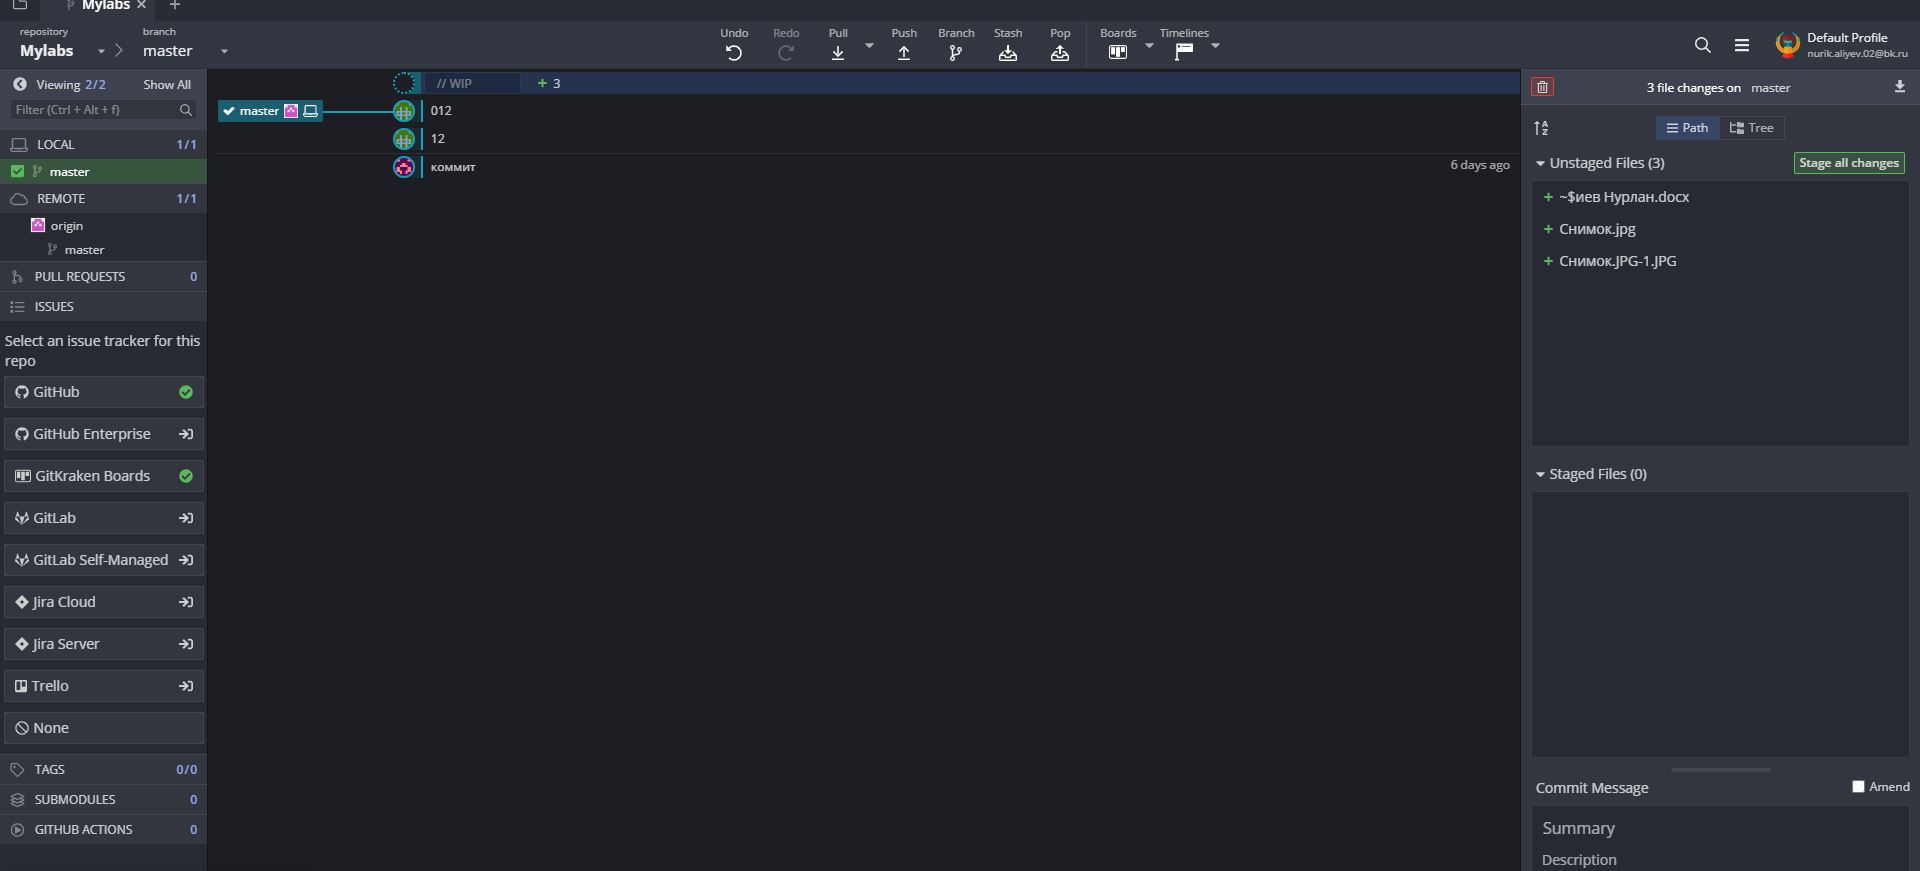 Mylabs
repository
Mylabs
branch
master
Undo
Redo
Pull
Push
Branch
Stash
Pop
Boards
Timelines
Default Profile
nurik.aliyev.02@bk.ru
Viewing 2/2
Show All
Filter (Ctrl + Alt + f)
LOCAL 1/1
master
REMOTE 1/1
origin
master
PULL REQUESTS 0
ISSUES
Select an issue tracker for this
repo
GitHub
GitHub Enterprise
GitKraken Boards
GitLab
GitLab Self-Managed
Jira Cloud
Jira Server
Trello
None
TAGS 0/0
SUBMODULES 0
GITHUB ACTIONS 0
// WIP
+ 3
master
012
12
коммит
6 days ago
3 file changes on master
Path
Tree
Unstaged Files (3)
Stage all changes
+ ~$иев Нурлан.docx
+ Снимок.jpg
+ Снимок.JPG-1.JPG
Staged Files (0)
Commit Message
Amend
Summary
Description